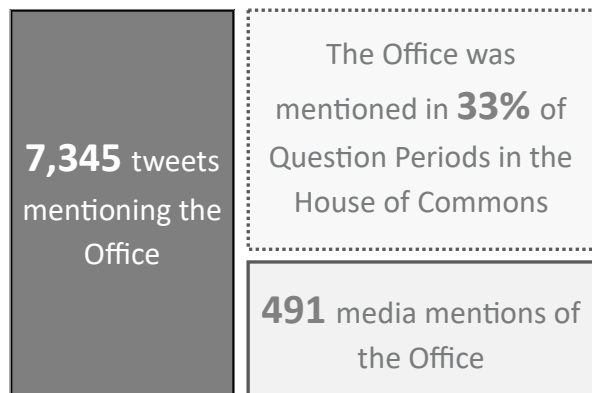 7,345 tweets
mentioning the
Office
The Office was
mentioned in 33% of
Question Periods in the
House of Commons
491 media mentions of
the Office